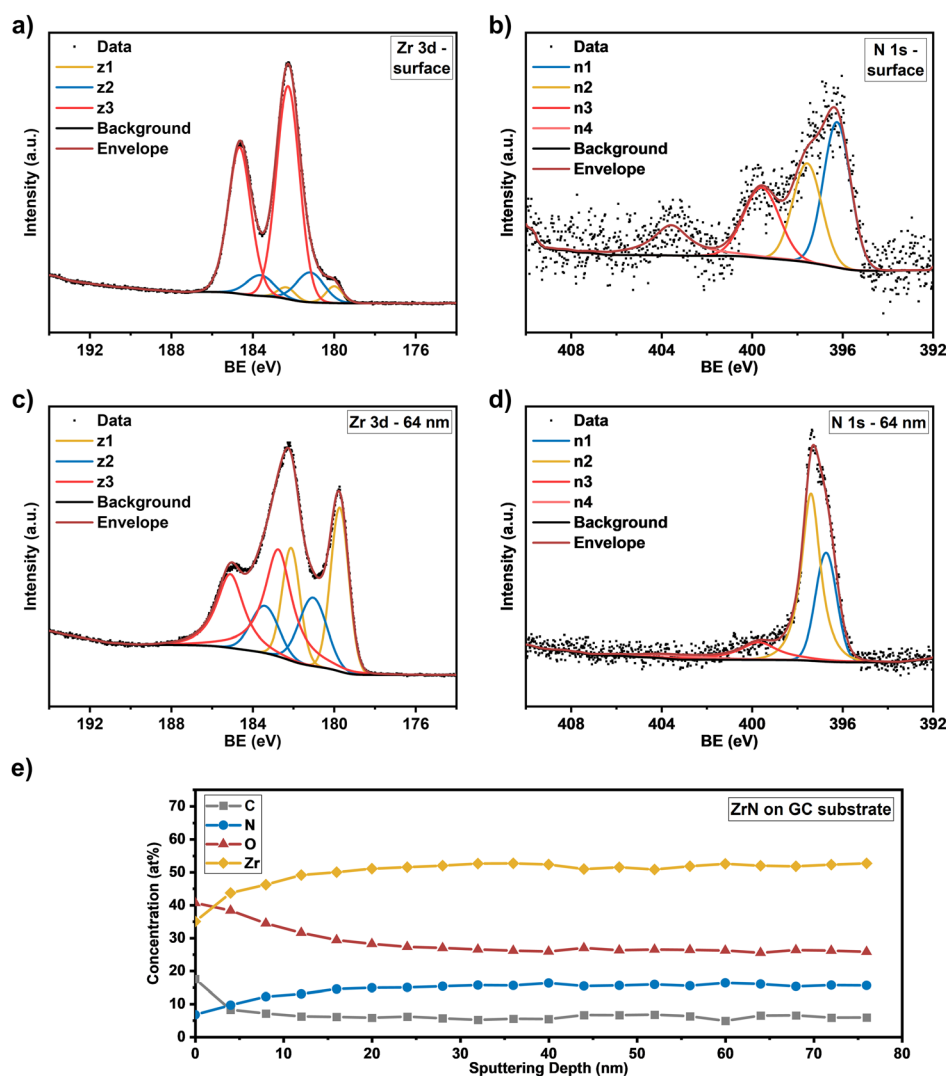 a)
Data
z1
z2
z3
Background
Envelope
Zr 3d -
surface
Intensity (a.u.)
192 188 184 180 176
BE (eV)
b)
Data
n1
n2
n3
n4
Background
Envelope
N 1s -
surface
Intensity (a.u.)
408 404 400 396 392
BE (eV)
c)
Data
z1
z2
z3
Background
Envelope
Zr 3d - 64 nm
Intensity (a.u.)
192 188 184 180 176
BE (eV)
d)
Data
n1
n2
n3
n4
Background
Envelope
N 1s - 64 nm
Intensity (a.u.)
408 404 400 396 392
BE (eV)
e)
C
N
O
Zr
ZrN on GC substrate
Concentration (at%)
70
60
50
40
30
20
10
0
0 10 20 30 40 50 60 70 80
Sputtering Depth (nm)